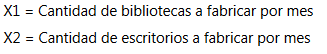 X1 = Cantidad de bibliotecas a fabricar por mes
X2 = Cantidad de escritorios a fabricar por mes